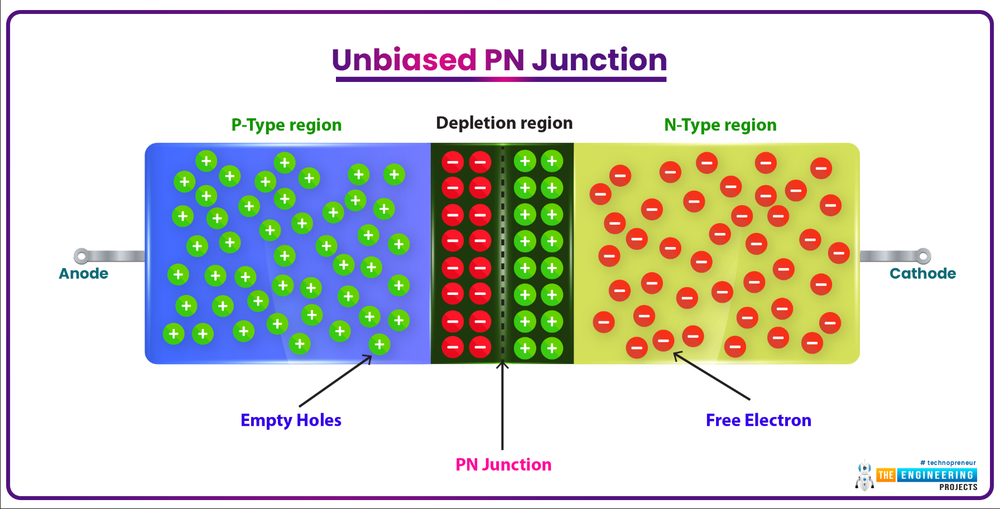 Unbiased PN Junction
P-Type region
Depletion region
N-Type region
Anode
Cathode
Empty Holes
Free Electron
PN Junction
# technopreneur
THE ENGINEERING
PROJECTS